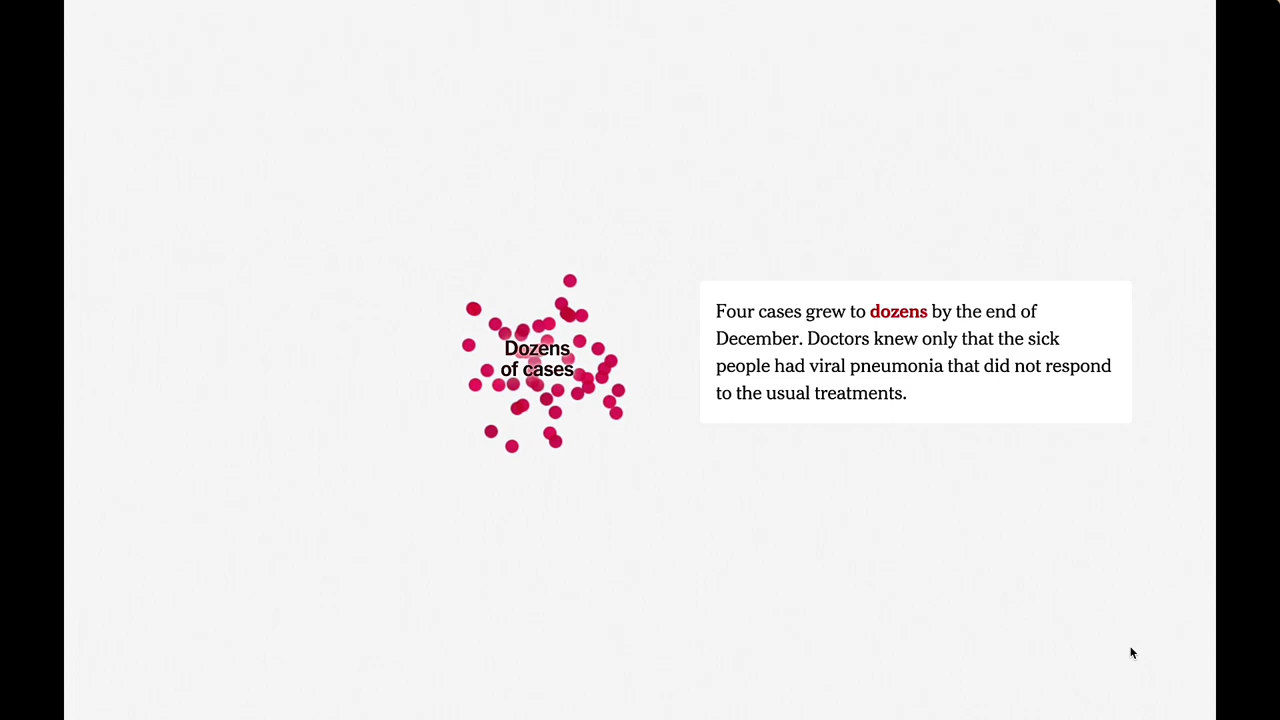 Dozens
of cases
Four cases grew to dozens by the end of
December. Doctors knew only that the sick
people had viral pneumonia that did not respond
to the usual treatments.